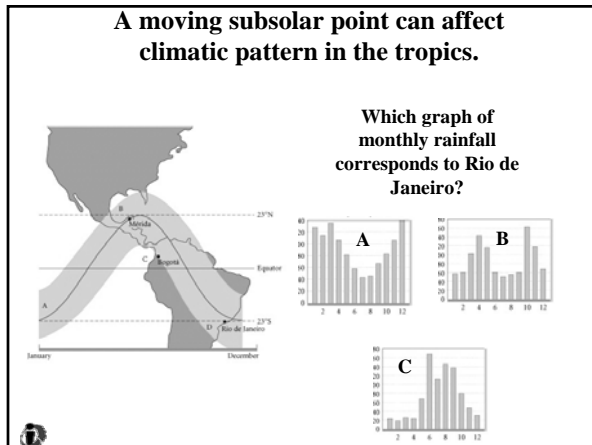 A moving subsolar point can affect
climatic pattern in the tropics.
Which graph of
monthly rainfall
corresponds to Rio de
Janeiro?
B
23°N
Mérida
C
Bogotá
Equator
A
23°S
D
Rio de Janeiro
January
December
A
2 4 6 8 10 12
B
2 4 6 8 10 12
C
2 4 6 8 10 12